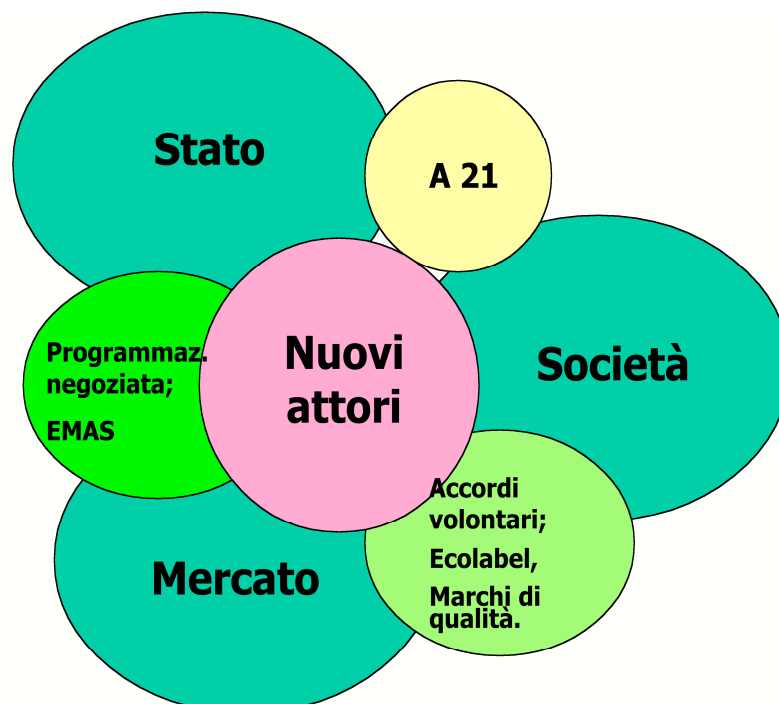 Stato
A 21
Nuovi
attori
Società
Programmaz.
negoziata;
EMAS
Accordi
volontari;
Ecolabel,
Marchi di
qualità.
Mercato